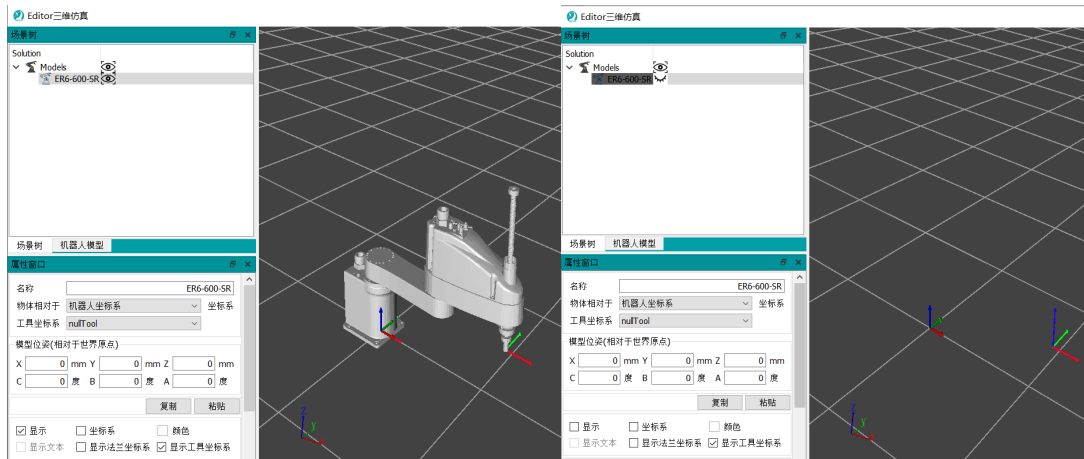 Editor三维仿真
场景树
Solution
Models
ER6-600-SR
场景树 机器人模型
属性窗口
名称 ER6-600-SR
物体相对于 机器人坐标系 坐标系
工具坐标系 nullTool
模型位姿(相对于世界原点)
X 0 mm Y 0 mm Z 0 mm
C 0 度 B 0 度 A 0 度
复制 粘贴
显示 坐标系 颜色
显示文本 显示法兰坐标系 显示工具坐标系
Z
y
Editor三维仿真
场景树
Solution
Models
ER6-600-SR
场景树 机器人模型
属性窗口
名称 ER6-600-SR
物体相对于 机器人坐标系 坐标系
工具坐标系 nullTool
模型位姿(相对于世界原点)
X 0 mm Y 0 mm Z 0 mm
C 0 度 B 0 度 A 0 度
复制 粘贴
显示 坐标系 颜色
显示文本 显示法兰坐标系 显示工具坐标系
Z
y